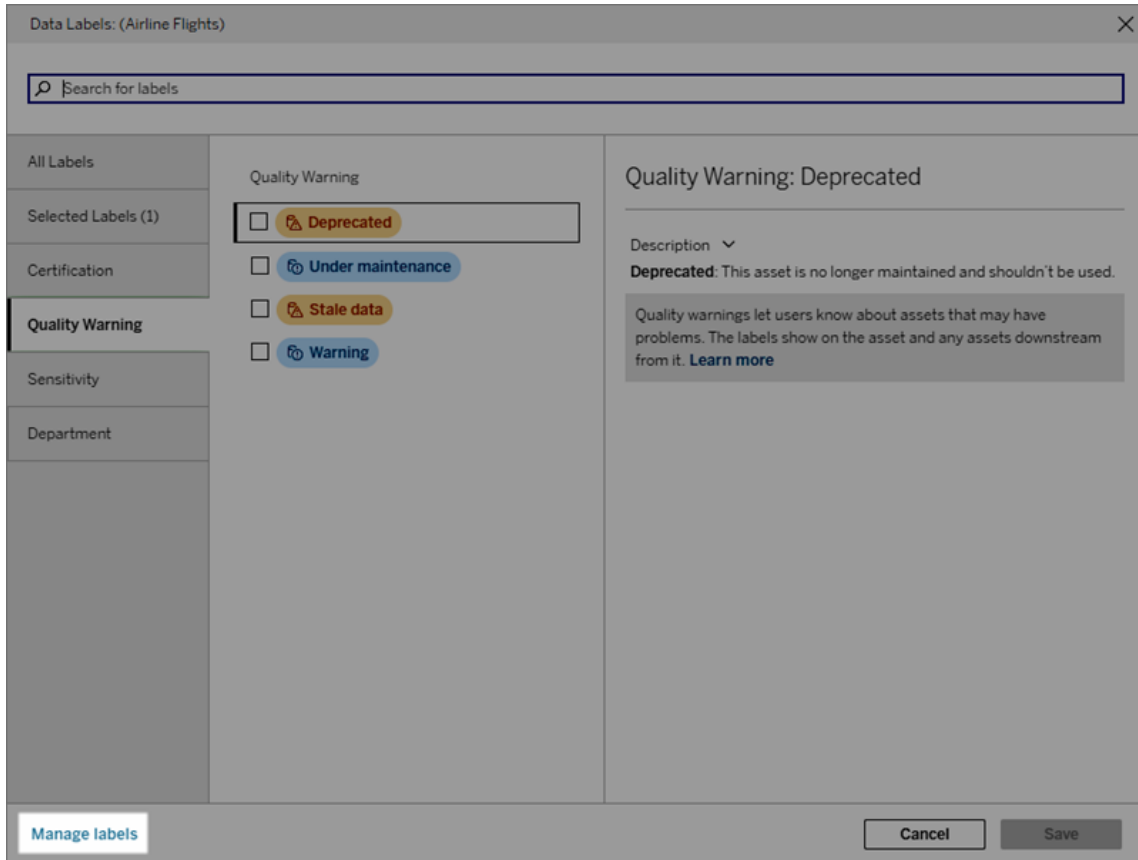 Data Labels: (Airline Flights)
Search for labels
All Labels
Selected Labels (1)
Certification
Quality Warning
Sensitivity
Department
Quality Warning
Deprecated
Under maintenance
Stale data
Warning
Quality Warning: Deprecated
Description
Deprecated: This asset is no longer maintained and shouldn't be used.
Quality warnings let users know about assets that may have
problems. The labels show on the asset and any assets downstream
from it. Learn more
Manage labels
Cancel
Save